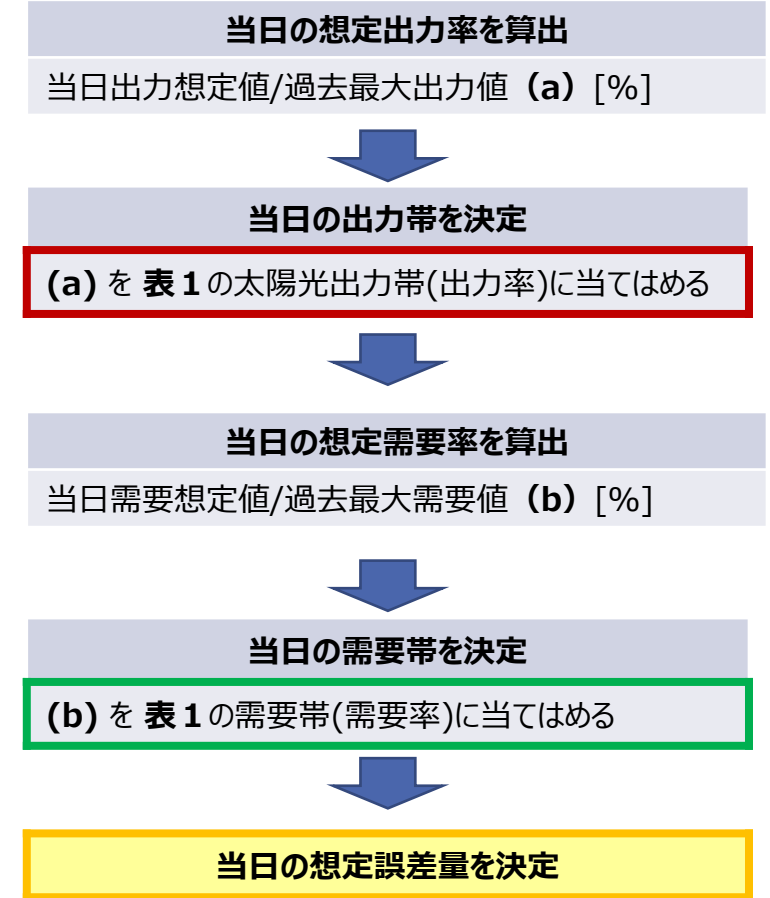 当日の想定出力率を算出
当日出力想定値/過去最大出力値（a）[%]
当日の出力帯を決定
(a) を 表１の太陽光出力帯(出力率)に当てはめる
当日の想定需要率を算出
当日需要想定値/過去最大需要値（b）[%]
当日の需要帯を決定
(b) を 表１の需要帯(需要率)に当てはめる
当日の想定誤差量を決定